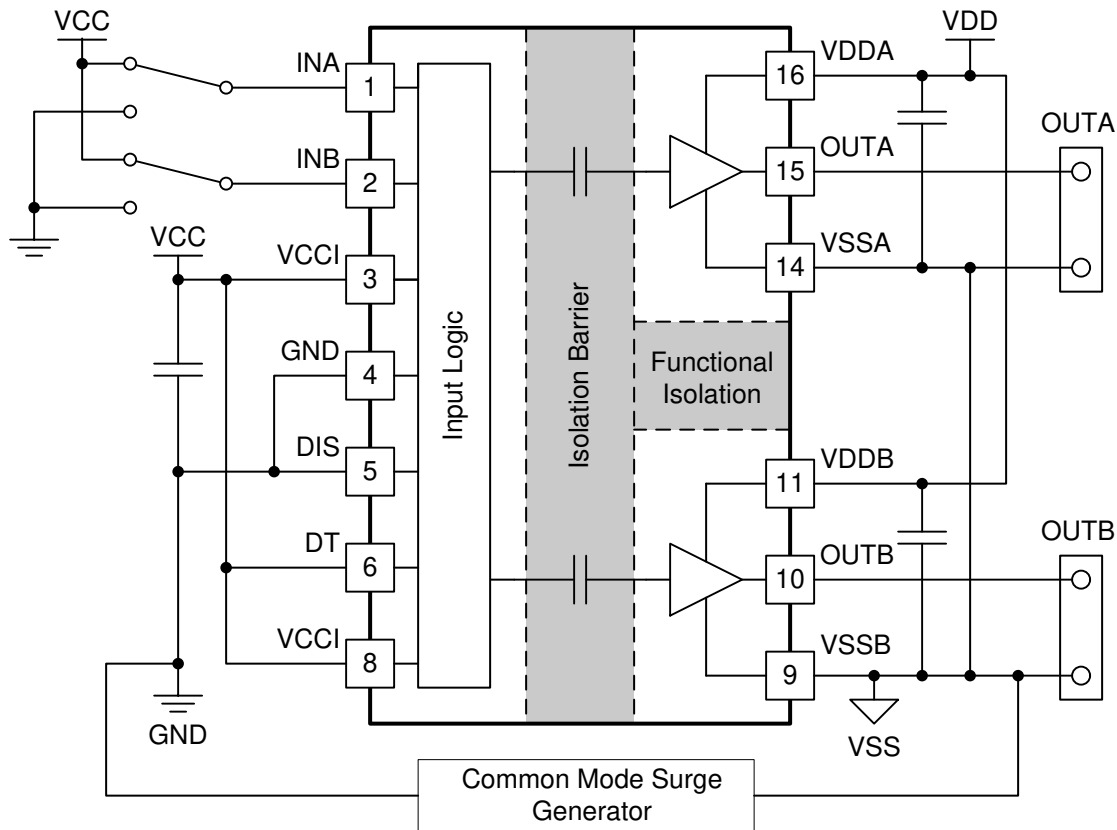 VCC
INA
1
INB
2
VCC
VCCI
3
GND
4
DIS
5
DT
6
VCCI
8
GND
Input Logic
Isolation Barrier
Functional
Isolation
VDDA
16
VDD
OUTA
15
OUTA
VSSA
14
VDDB
11
OUTB
10
OUTB
VSSB
9
VSS
Common Mode Surge
Generator